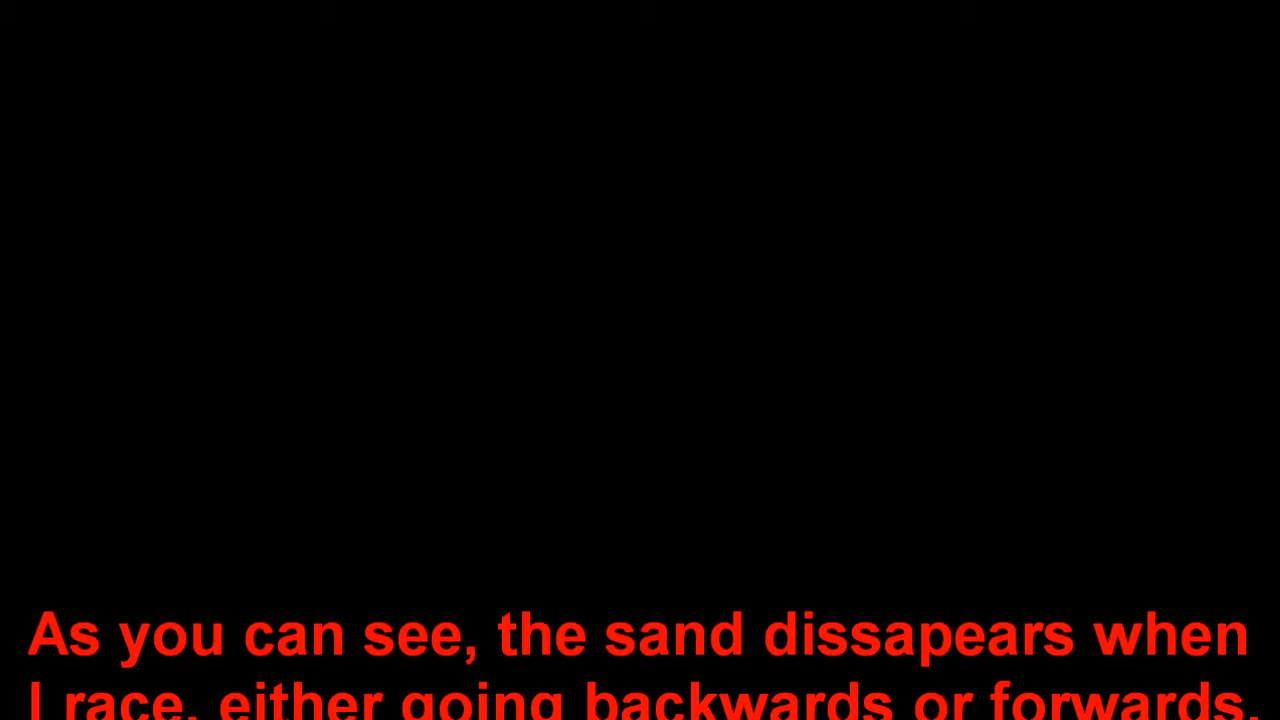 As you can see, the sand dissapears when
I race, either going backwards or forwards.